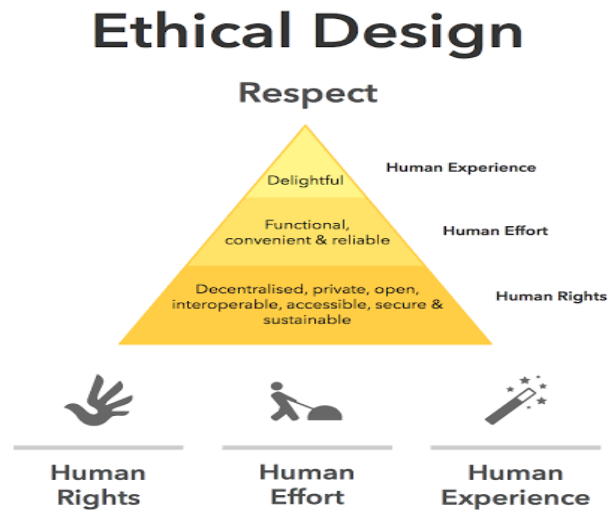 Ethical Design
Respect
Delightful
Human Experience
Functional,
convenient & reliable
Human Effort
Decentralised, private, open,
interoperable, accessible, secure &
sustainable
Human Rights
Human
Rights
Human
Effort
Human
Experience